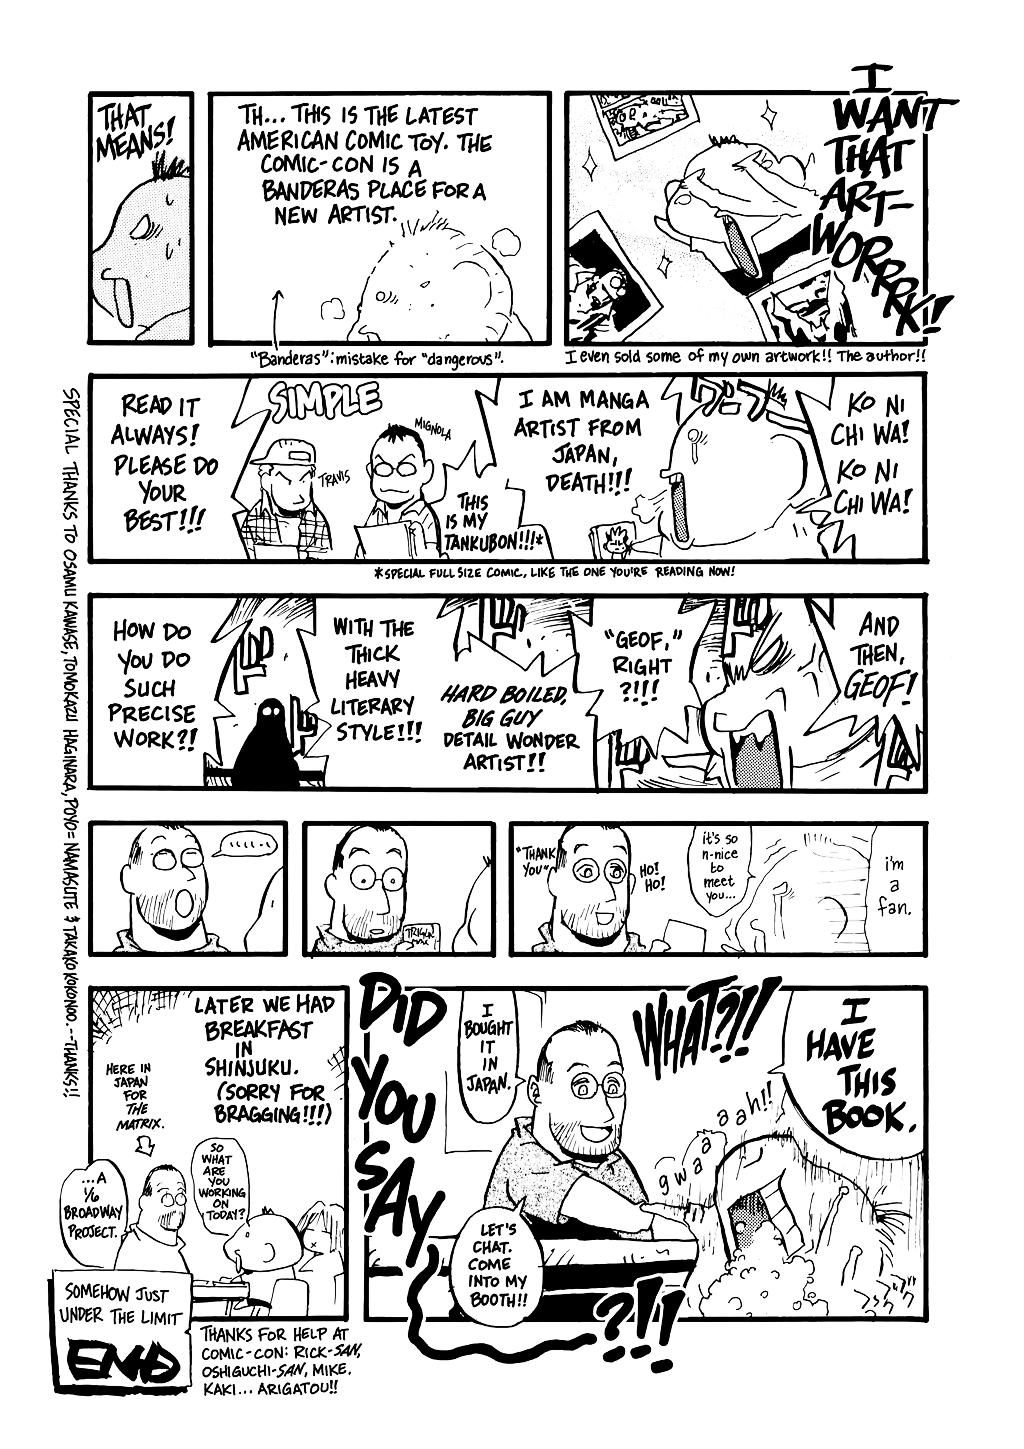 I
WANT
THAT
ART-
WORRRRK!!
I even sold some of my own artwork!! The author!!
TH... THIS IS THE LATEST
AMERICAN COMIC TOY. THE
COMIC-CON IS A
BANDERAS PLACE FOR A
NEW ARTIST.
"Banderas": mistake for "dangerous".
THAT
MEANS!
KO NI
CHI WA!
KO NI
CHI WA!
I AM MANGA
ARTIST FROM
JAPAN,
DEATH!!!
THIS
IS MY
TANKUBON!!!*
SIMPLE
MIGNOLA
TRAVIS
READ IT
ALWAYS!
PLEASE DO
YOUR
BEST!!!
*SPECIAL FULL SIZE COMIC, LIKE THE ONE YOU'RE READING NOW!
AND
THEN,
GEOF!
"GEOF,"
RIGHT
?!!!
HARD BOILED,
BIG GUY
DETAIL WONDER
ARTIST!!
WITH THE
THICK
HEAVY
LITERARY
STYLE!!!
HOW DO
YOU DO
SUCH
PRECISE
WORK?!
i'm
a
fan.
it's so
n-nice
to
meet
you...
HO!
HO!
"THANK
YOU"
TRIGUN
MAX
......
I
HAVE
THIS
BOOK.
WHAT?!!
gwaaaaah!!
I
BOUGHT
IT IN
JAPAN.
LET'S
CHAT.
COME
INTO MY
BOOTH!!
DID
YOU
SAY
?!!
LATER WE HAD
BREAKFAST
IN
SHINJUKU.
(SORRY FOR
BRAGGING!!!)
HERE IN
JAPAN
FOR
THE
MATRIX.
SO
WHAT
ARE
YOU
WORKING
ON
TODAY?
...A
1/6
BROADWAY
PROJECT.
SOMEHOW JUST
UNDER THE LIMIT
END
THANKS FOR HELP AT
COMIC-CON: RICK-SAN,
OSHIGUCHI-SAN, MIKE.
KAKI... ARIGATOU!!
SPECIAL THANKS TO OSAMU KAWASE, TOMOKAZU HAGINARA, POYO=NAMASLITE & TAKAKO KOKONOO.--THANKS!!